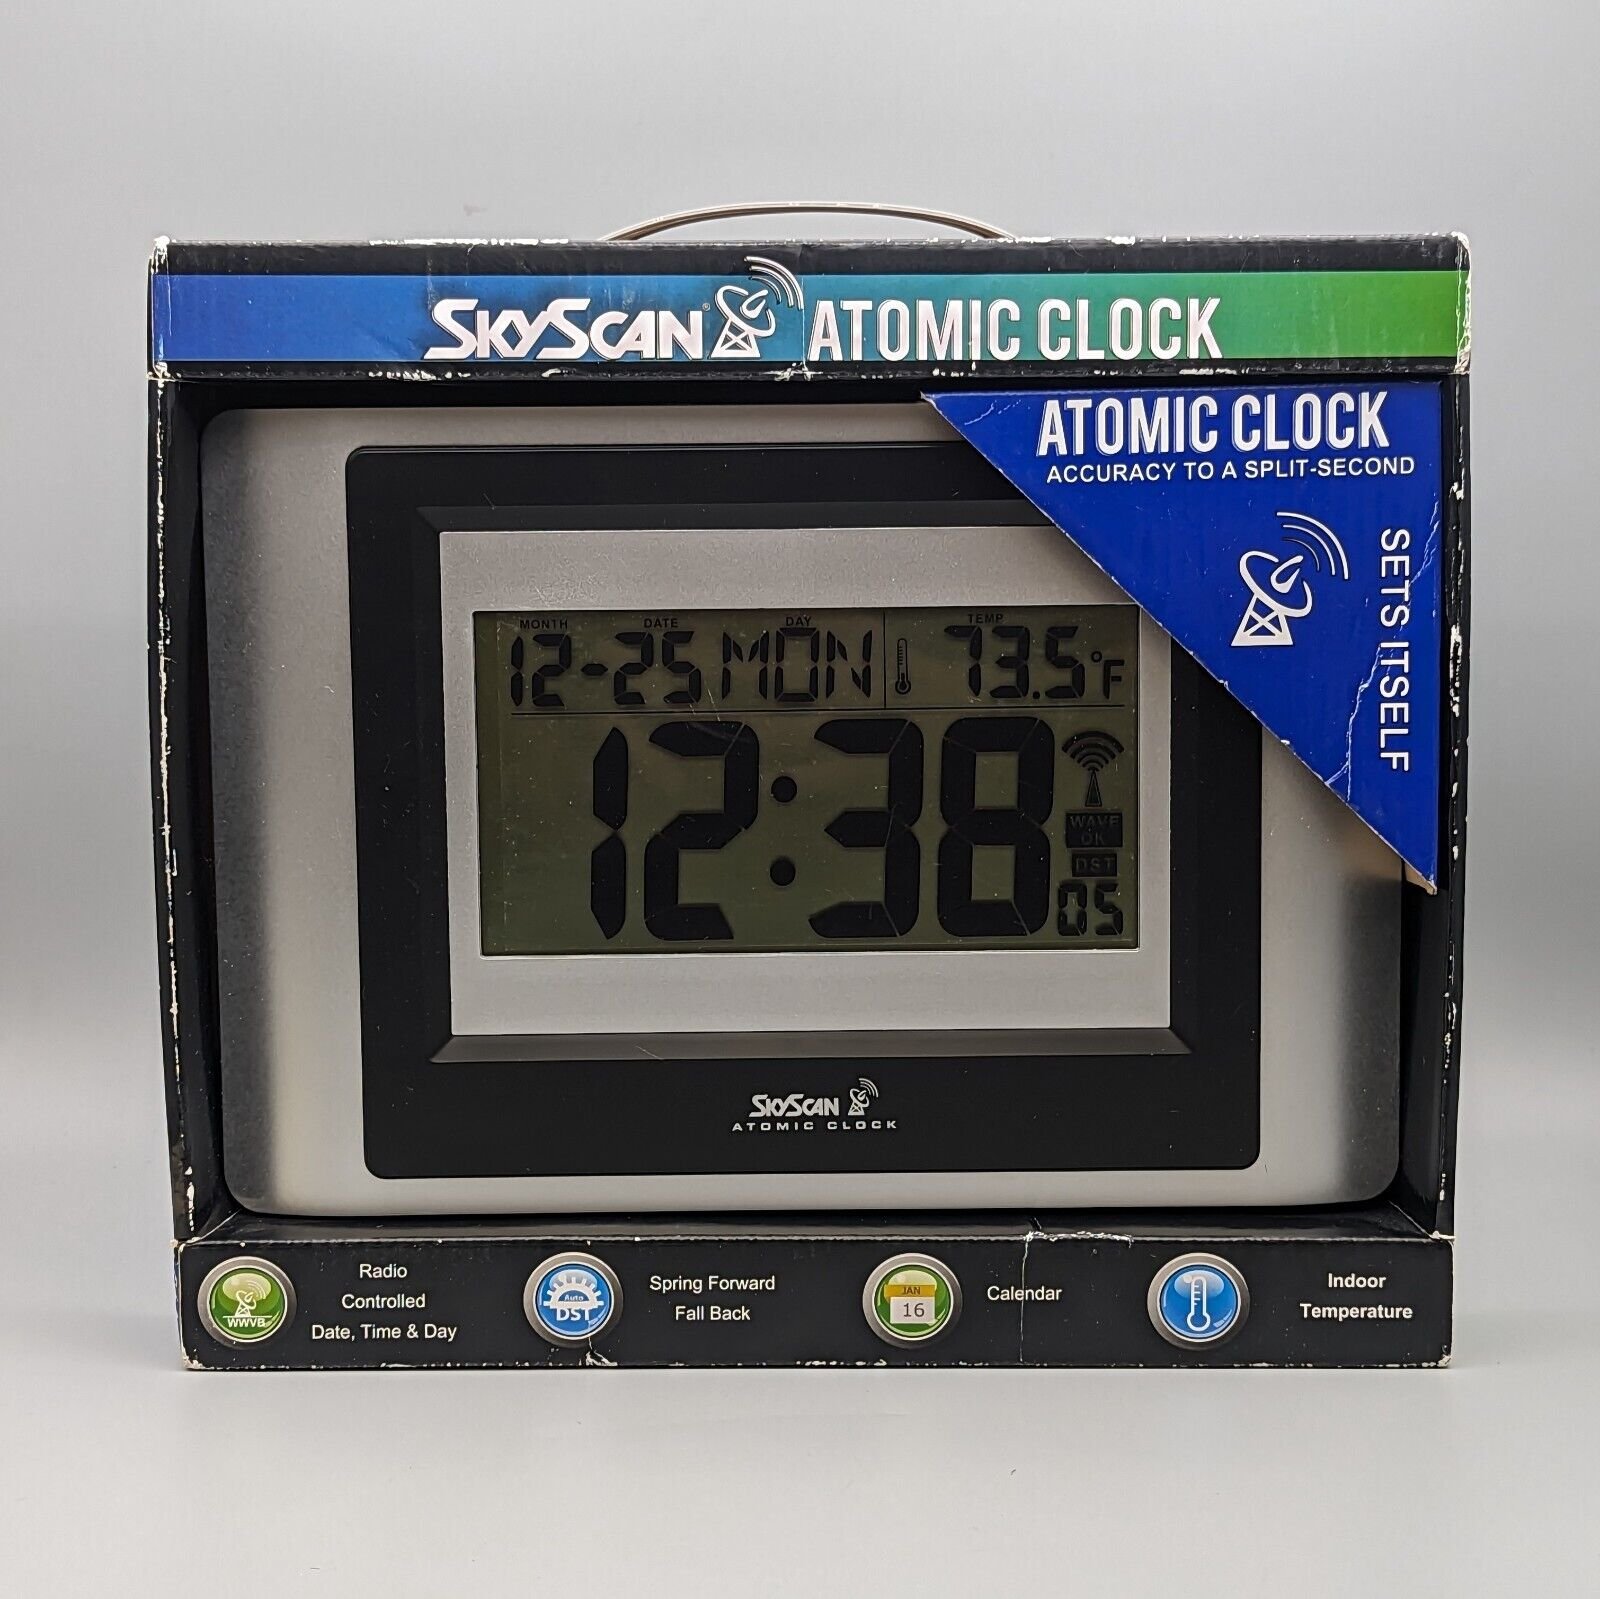 SKYSCAN® ATOMIC CLOCK
ATOMIC CLOCK
ACCURACY TO A SPLIT-SECOND
SETS ITSELF
MONTH DATE DAY TEMP
12-25 MON 73.5°F
12:38
WAVE
OK
DST
05
SKYSCAN
ATOMIC CLOCK
WWVB
Radio
Controlled
Date, Time & Day
Auto
DST
Spring Forward
Fall Back
JAN
16
Calendar
Indoor
Temperature